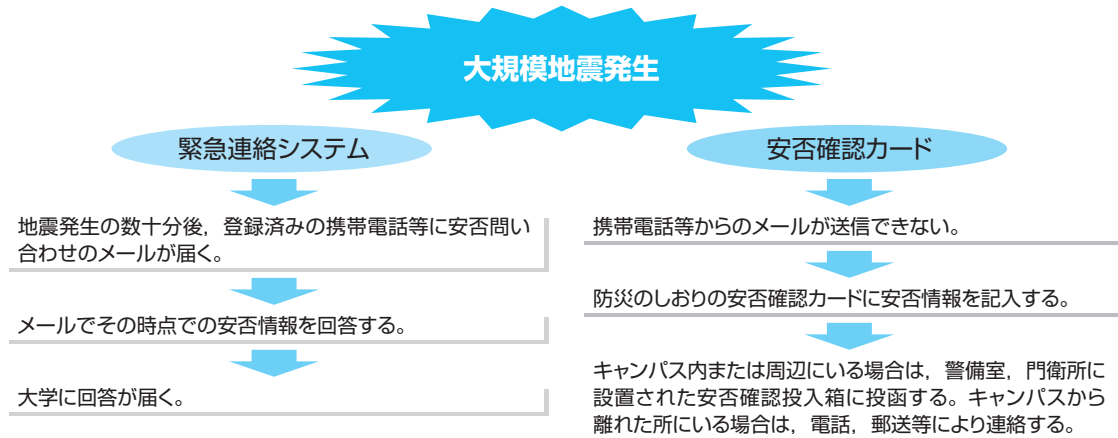 大規模地震発生
緊急連絡システム
地震発生の数十分後，登録済みの携帯電話等に安否問い
合わせのメールが届く。
メールでその時点での安否情報を回答する。
大学に回答が届く。
安否確認カード
携帯電話等からのメールが送信できない。
防災のしおりの安否確認カードに安否情報を記入する。
キャンパス内または周辺にいる場合は，警備室，門衛所に
設置された安否確認投入箱に投函する。キャンパスから
離れた所にいる場合は，電話，郵送等により連絡する。